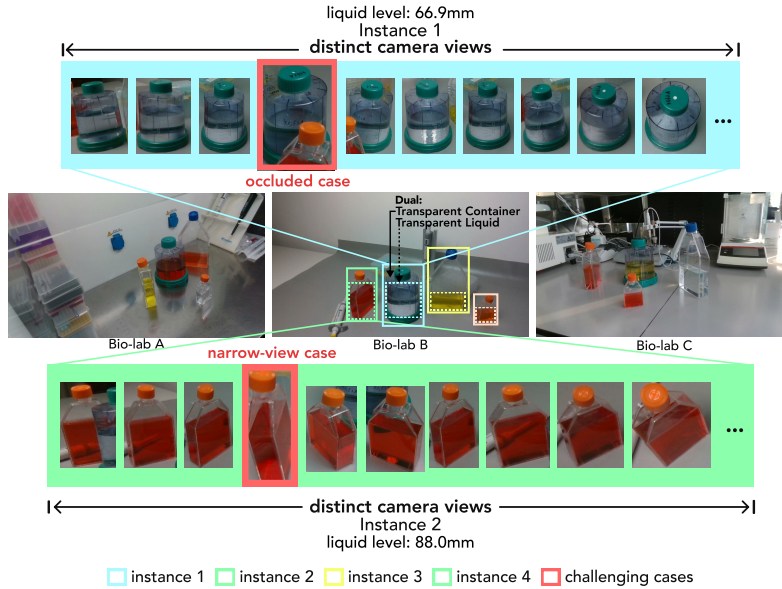 liquid level: 66.9mm
Instance 1
distinct camera views
...
occluded case
Dual:
Transparent Container
Transparent Liquid
Bio-lab A
Bio-lab B
Bio-lab C
narrow-view case
...
distinct camera views
Instance 2
liquid level: 88.0mm
instance 1
instance 2
instance 3
instance 4
challenging cases